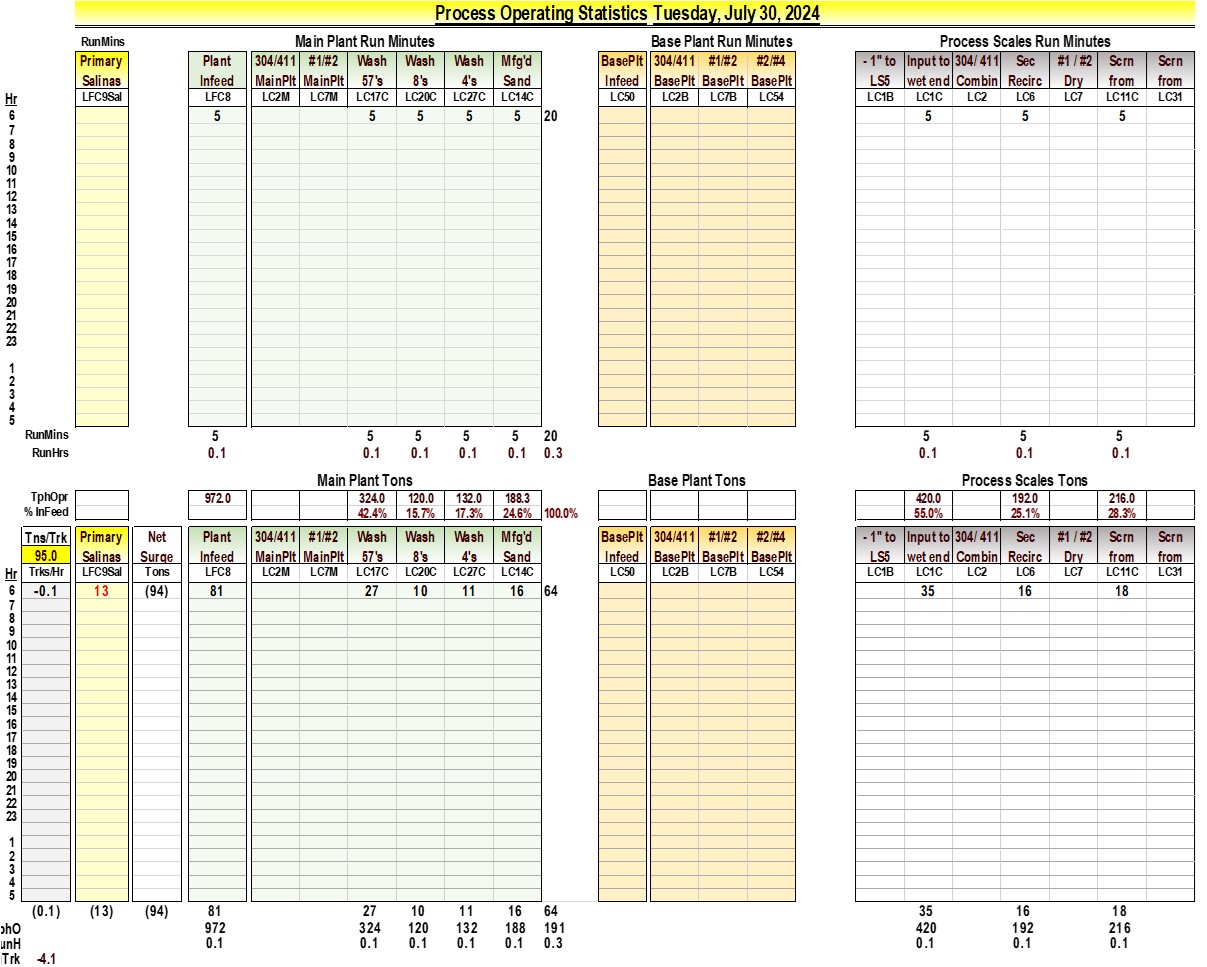 Process Operating Statistics Tuesday, July 30, 2024
RunMins Main Plant Run Minutes Base Plant Run Minutes Process Scales Run Minutes
Primary Plant 304/411 #1/#2 Wash Wash Wash Mfg'd BasePlt 304/411 #1/#2 #2/#4 - 1" to Input to 304/ 411 Sec #1 / #2 Scrn Scrn
Salinas Infeed MainPlt MainPlt 57's 8's 4's Sand Infeed BasePlt BasePlt BasePlt LS5 wet end Combin Recirc Dry from from
Hr LFC9Sal LFC8 LC2M LC7M LC17C LC20C LC27C LC14C LC50 LC2B LC7B LC54 LC1B LC1C LC2 LC6 LC7 LC11C LC31
6 5 5 5 5 5 20 5 5 5
7
8
9
10
11
12
13
14
15
16
17
18
19
20
21
22
23
1
2
3
4
5
RunMins 5 5 5 5 5 20 5 5 5
RunHrs 0.1 0.1 0.1 0.1 0.1 0.3 0.1 0.1 0.1
Main Plant Tons Base Plant Tons Process Scales Tons
TphOpr 972.0 324.0 120.0 132.0 188.3 420.0 192.0 216.0
% InFeed 42.4% 15.7% 17.3% 24.6% 100.0% 55.0% 25.1% 28.3%
Tns/Trk Primary Net Plant 304/411 #1/#2 Wash Wash Wash Mfg'd BasePlt 304/411 #1/#2 #2/#4 - 1" to Input to 304/ 411 Sec #1 / #2 Scrn Scrn
95.0 Salinas Surge Infeed MainPlt MainPlt 57's 8's 4's Sand Infeed BasePlt BasePlt BasePlt LS5 wet end Combin Recirc Dry from from
Hr Trks/Hr LFC9Sal Tons LFC8 LC2M LC7M LC17C LC20C LC27C LC14C LC50 LC2B LC7B LC54 LC1B LC1C LC2 LC6 LC7 LC11C LC31
6 -0.1 13 (94) 81 27 10 11 16 64 35 16 18
7
8
9
10
11
12
13
14
15
16
17
18
19
20
21
22
23
1
2
3
4
5
(0.1) (13) (94) 81 27 10 11 16 64 35 16 18
phO 972 324 120 132 188 191 420 192 216
unH 0.1 0.1 0.1 0.1 0.1 0.3 0.1 0.1 0.1
Trk -4.1